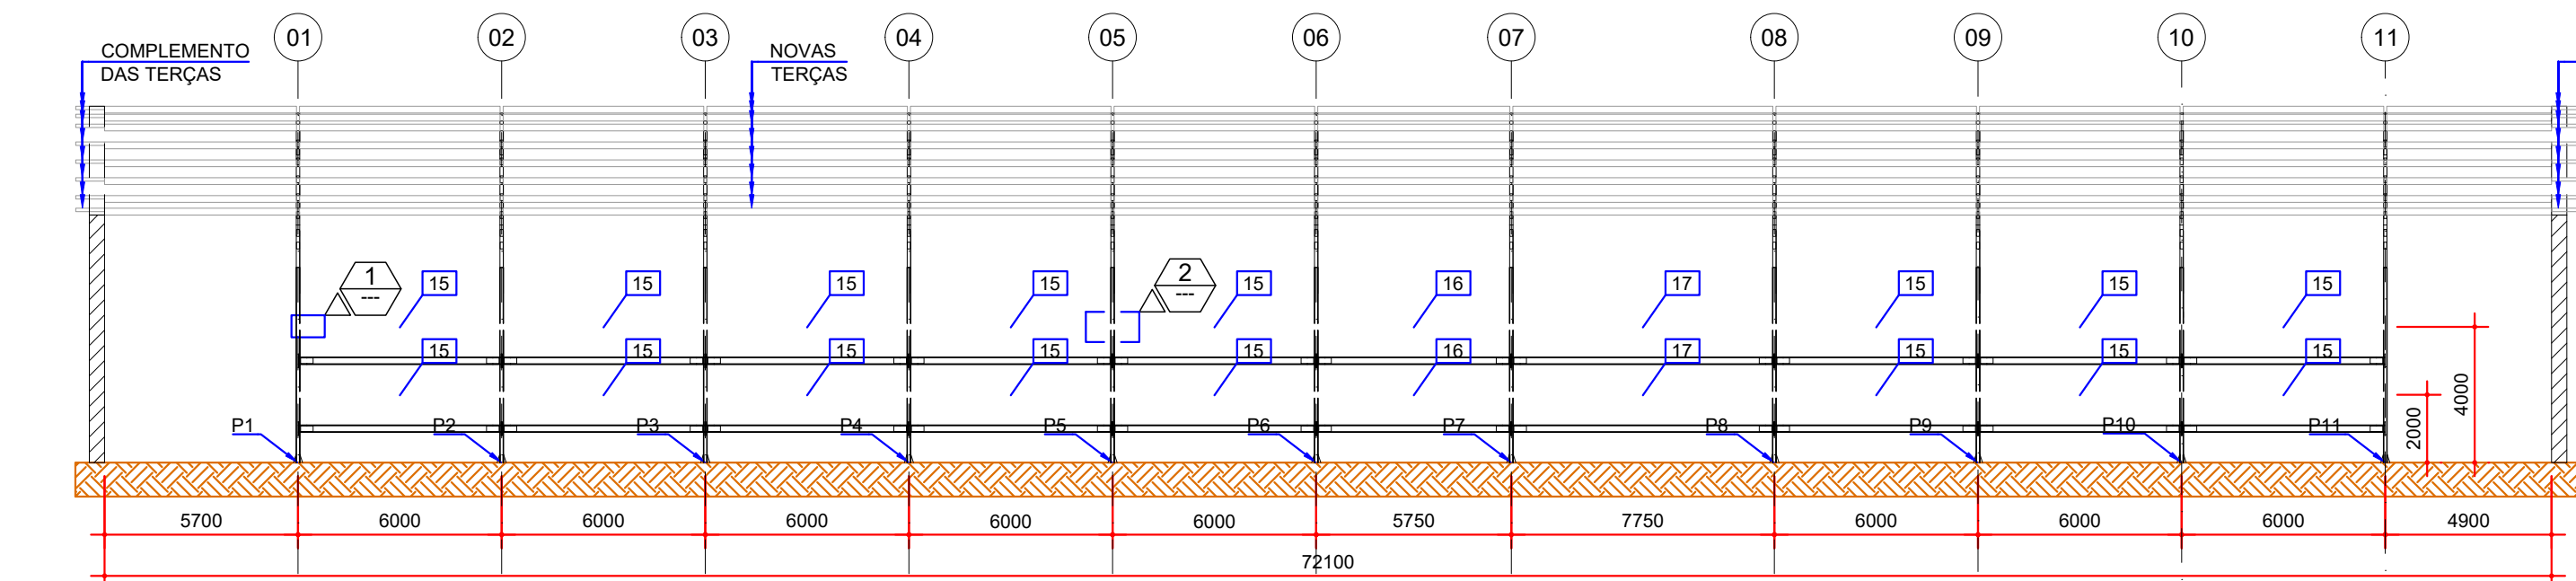 01 02 03 04 05 06 07 08 09 10 11
COMPLEMENTO
DAS TERÇAS
NOVAS
TERÇAS
1
---
2
---
15 15 15 15 15 16 17 15 15 15
15 15 15 15 15 16 17 15 15 15
4000
2000
P1 P2 P3 P4 P5 P6 P7 P8 P9 P10 P11
5700 6000 6000 6000 6000 6000 5750 7750 6000 6000 6000 4900
72100